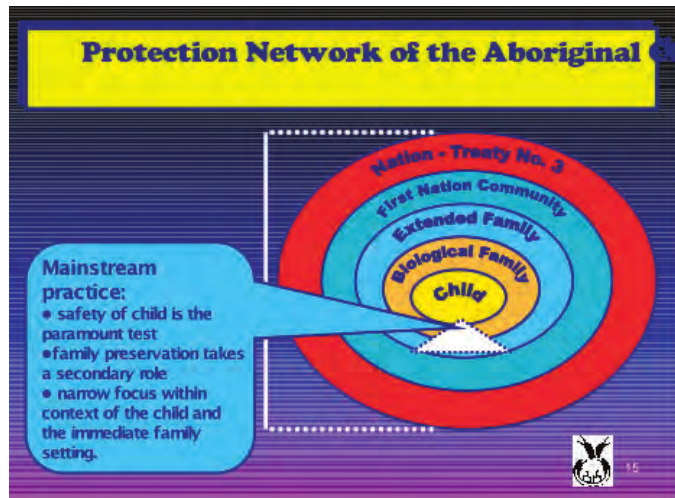 Protection Network of the Aboriginal
Nation - Treaty No. 3
First Nation Community
Extended Family
Biological Family
Child
Mainstream
practice:
• safety of child is the
paramount test
•family preservation takes
a secondary role
• narrow focus within
context of the child and
the immediate family
setting.
15